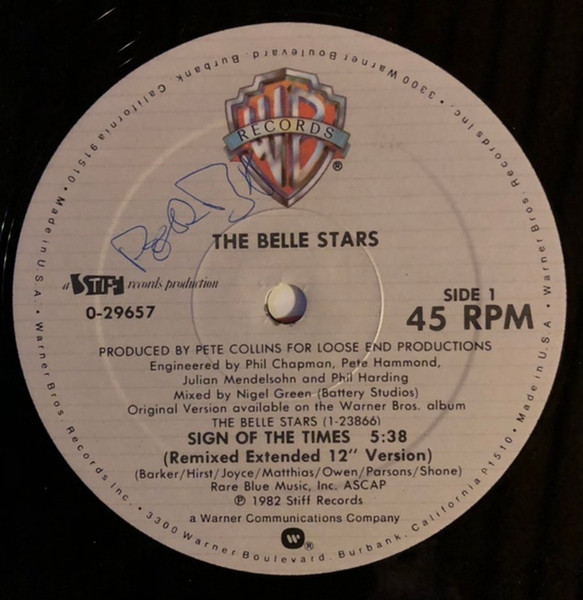 Warner Bros. Records Inc. • 3300 Warner Boulevard, Burbank, California 91510 • Made in U.S.A. • Warner Bros. Records Inc. • 3300 Warner Boulevard, Burbank, California 91510 • Made in U.S.A. •
WB
RECORDS
®
THE BELLE STARS
a STIFF records production
0-29657
SIDE 1
45 RPM
PRODUCED BY PETE COLLINS FOR LOOSE END PRODUCTIONS
Engineered by Phil Chapman, Pete Hammond,
Julian Mendelsohn and Phil Harding
Mixed by Nigel Green (Battery Studios)
Original Version available on the Warner Bros. album
THE BELLE STARS (1-23866)
SIGN OF THE TIMES 5:38
(Remixed Extended 12" Version)
(Barker/Hirst/Joyce/Matthias/Owen/Parsons/Shone)
Rare Blue Music, Inc. ASCAP
℗ 1982 Stiff Records
a Warner Communications Company
®